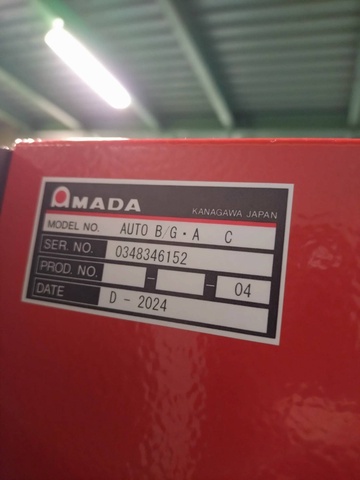 AMADA
KANAGAWA JAPAN
MODEL NO. AUTO B/G・A C
SER. NO. 0348346152
PROD. NO. - - 04
DATE D - 2024